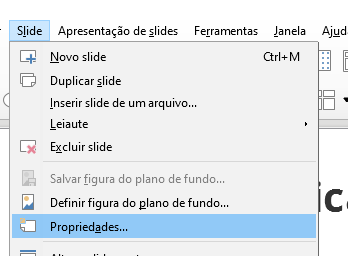 Slide Apresentação de slides Ferramentas Janela Ajud
Novo slide Ctrl+M
Duplicar slide
Inserir slide de um arquivo...
Leiaute
Excluir slide
Salvar figura do plano de fundo...
Definir figura do plano de fundo...
Propriedades...